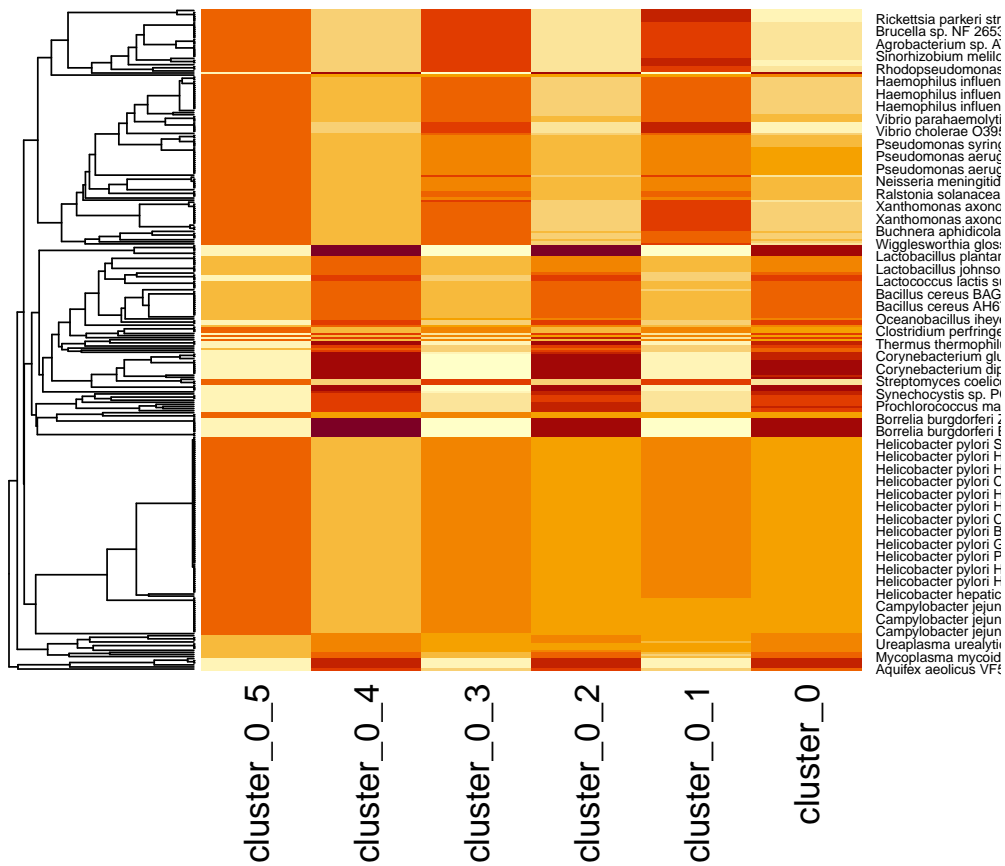 Rickettsia parkeri str
Brucella sp. NF 2653
Agrobacterium sp. AT
Sinorhizobium melilo
Rhodopseudomonas
Haemophilus influen
Haemophilus influen
Haemophilus influen
Vibrio parahaemolyti
Vibrio cholerae O395
Pseudomonas syring
Pseudomonas aerug
Pseudomonas aerug
Neisseria meningitid
Ralstonia solanacea
Xanthomonas axono
Xanthomonas axono
Buchnera aphidicola
Wigglesworthia gloss
Lactobacillus plantar
Lactobacillus johnso
Lactococcus lactis su
Bacillus cereus BAG
Bacillus cereus AH67
Oceanobacillus iheye
Clostridium perfringe
Thermus thermophilu
Corynebacterium glu
Corynebacterium dip
Streptomyces coelico
Synechocystis sp. PC
Prochlorococcus ma
Borrelia burgdorferi Z
Borrelia burgdorferi B
Helicobacter pylori S
Helicobacter pylori H
Helicobacter pylori H
Helicobacter pylori C
Helicobacter pylori H
Helicobacter pylori H
Helicobacter pylori C
Helicobacter pylori B
Helicobacter pylori G
Helicobacter pylori P
Helicobacter pylori H
Helicobacter pylori H
Helicobacter hepatic
Campylobacter jejun
Campylobacter jejun
Campylobacter jejun
Ureaplasma urealytic
Mycoplasma mycoid
Aquifex aeolicus VF5
cluster_0_5
cluster_0_4
cluster_0_3
cluster_0_2
cluster_0_1
cluster_0